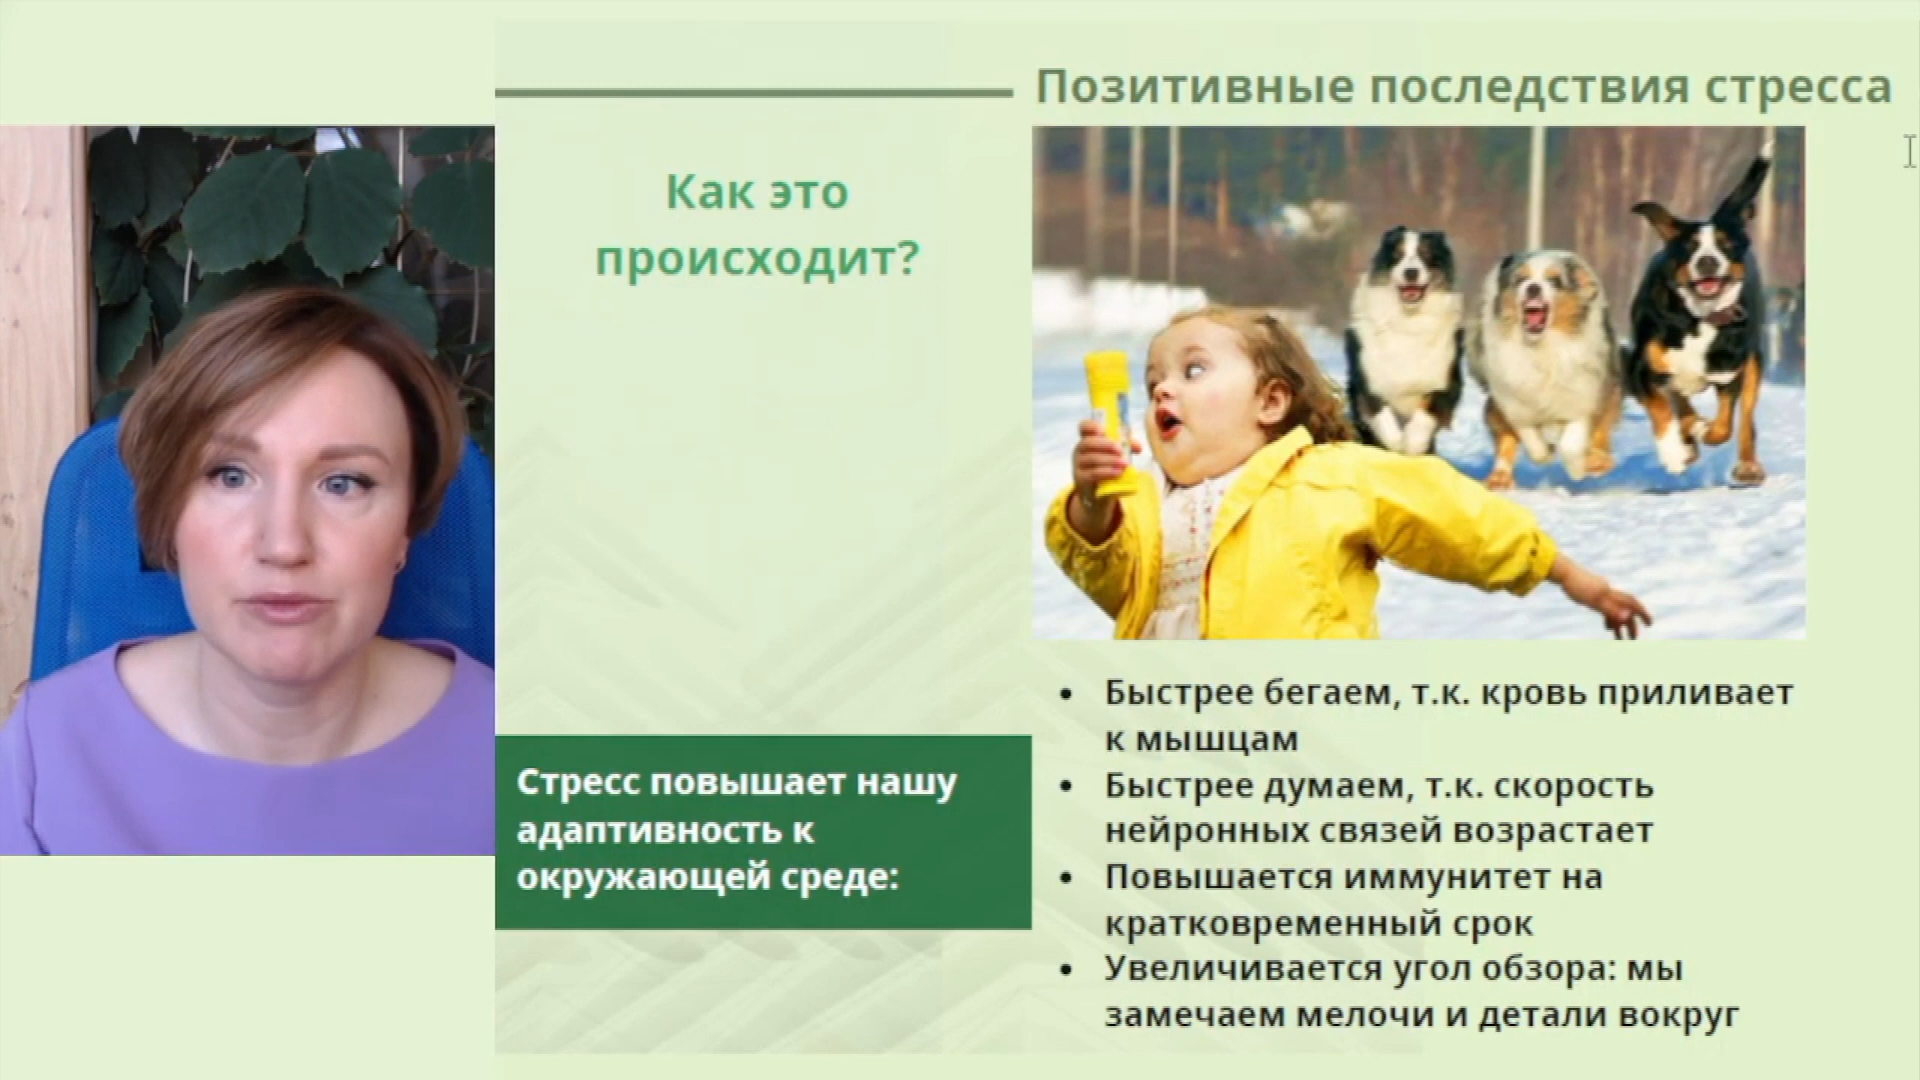 Позитивные последствия стресса
Как это
происходит?
Стресс повышает нашу
адаптивность к
окружающей среде:
• Быстрее бегаем, т.к. кровь приливает
к мышцам
• Быстрее думаем, т.к. скорость
нейронных связей возрастает
• Повышается иммунитет на
кратковременный срок
• Увеличивается угол обзора: мы
замечаем мелочи и детали вокруг